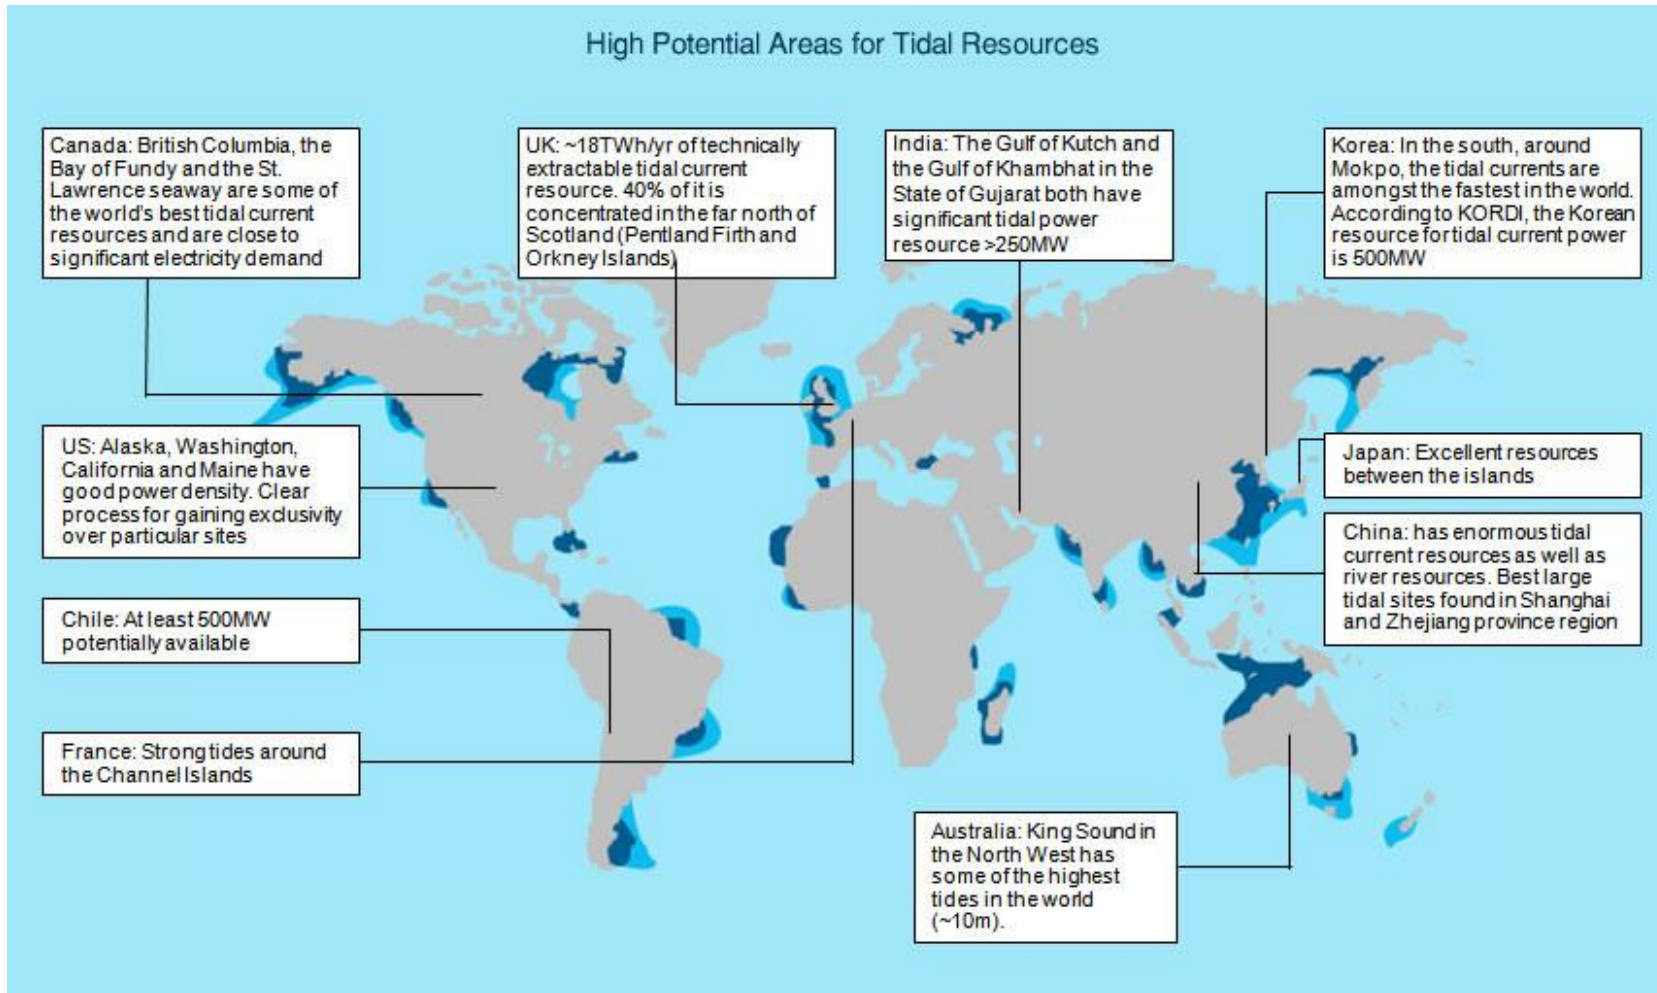 High Potential Areas for Tidal Resources
Canada: British Columbia, the
Bay of Fundy and the St.
Lawrence seaway are some of
the world's best tidal current
resources and are close to
significant electricity demand
UK: ~18TWh/yr of technically
extractable tidal current
resource. 40% of it is
concentrated in the far north of
Scotland (Pentland Firth and
Orkney Islands)
India: The Gulf of Kutch and
the Gulf of Khambhat in the
State of Gujarat both have
significant tidal power
resource >250MW
Korea: In the south, around
Mokpo, the tidal currents are
amongst the fastest in the world.
According to KORDI, the Korean
resource for tidal current power
is 500MW
US: Alaska, Washington,
California and Maine have
good power density. Clear
process for gaining exclusivity
over particular sites
Japan: Excellent resources
between the islands
China: has enormous tidal
current resources as well as
river resources. Best large
tidal sites found in Shanghai
and Zhejiang province region
Chile: At least 500MW
potentially available
France: Strong tides around
the Channel Islands
Australia: King Sound in
the North West has
some of the highest
tides in the world
(~10m).